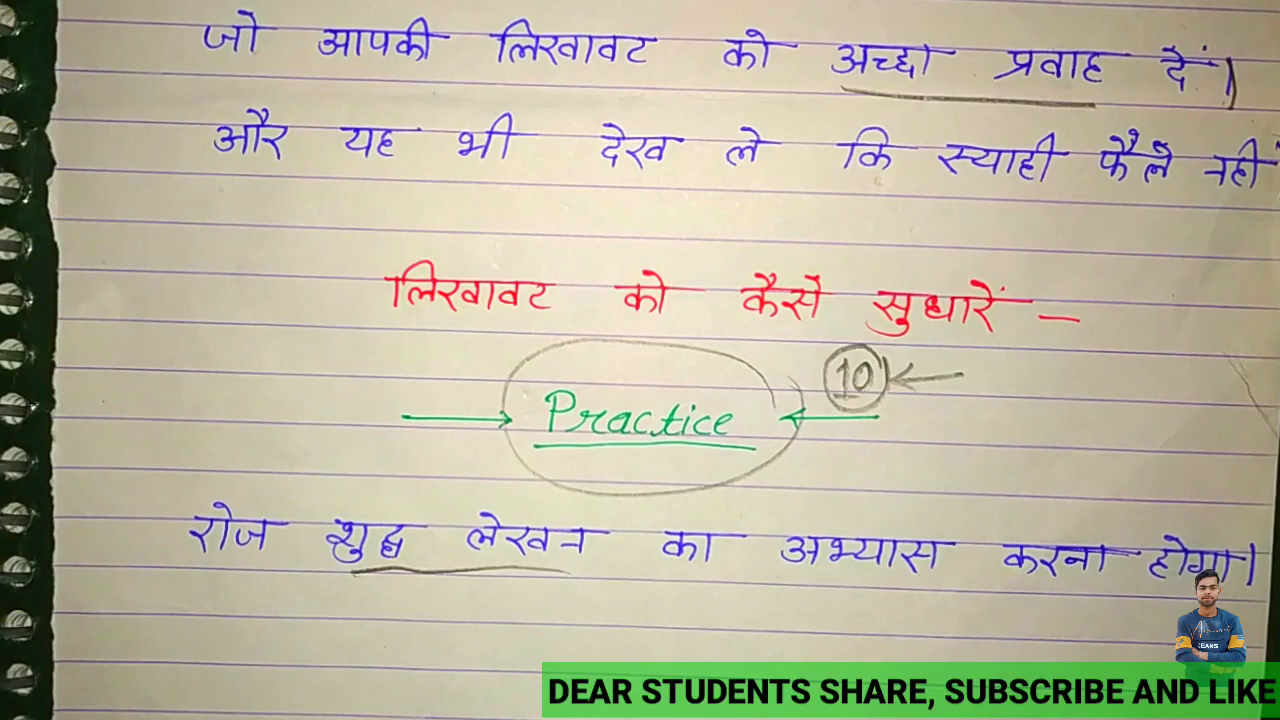 जो आपकी लिखावट को अच्छा प्रवाह दें।
और यह भी देख ले कि स्याही फैले नहीं
लिखावट को कैसे सुधारें –
10
Practice
रोज शुद्ध लेखन का अभ्यास करना होगा।
DEAR STUDENTS SHARE, SUBSCRIBE AND LIKE